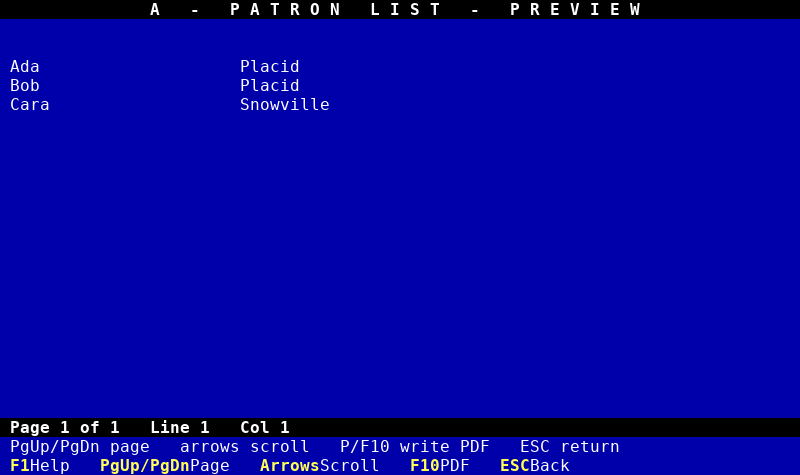 A - PATRON LIST - PREVIEW
Ada Placid
Bob Placid
Cara Snowville
Page 1 of 1 Line 1 Col 1
PgUp/PgDn page arrows scroll P/F10 write PDF ESC return
F1Help PgUp/PgDnPage ArrowsScroll F10PDF ESCBack